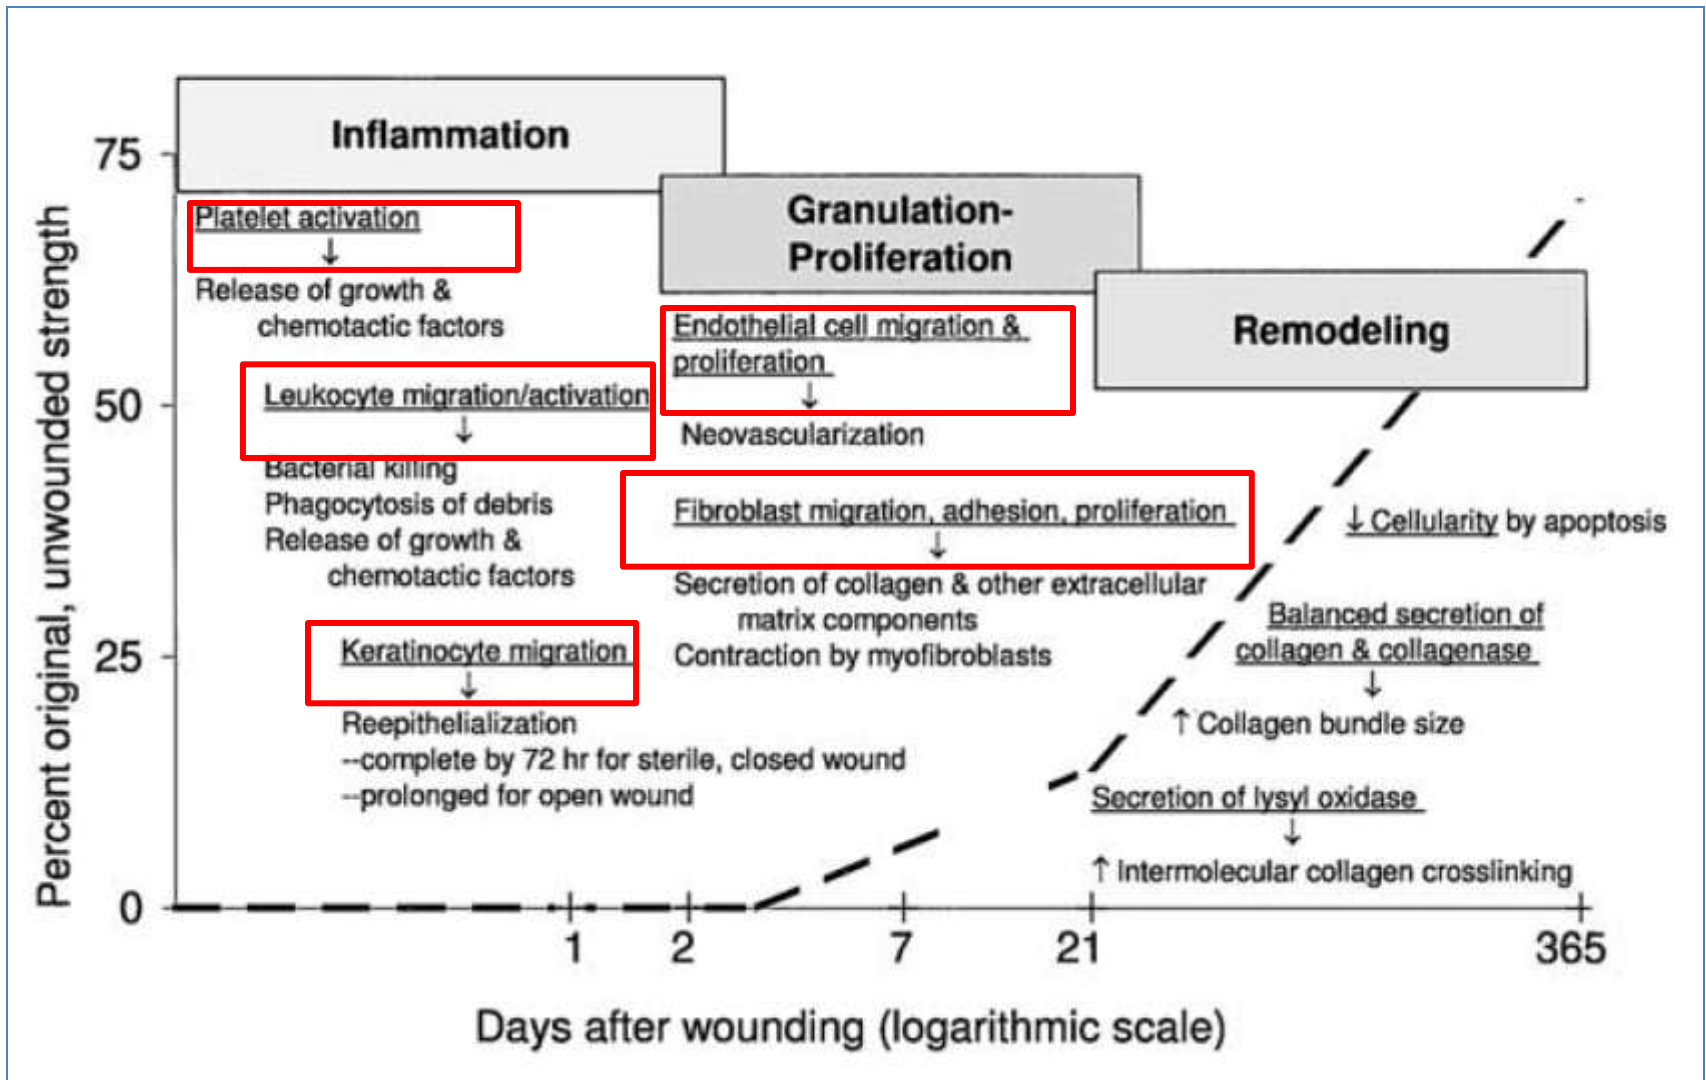 Inflammation
75
Platelet activation
↓
Release of growth &
chemotactic factors
Leukocyte migration/activation
↓
Bacterial killing
Phagocytosis of debris
Release of growth &
chemotactic factors
Keratinocyte migration
↓
Reepithelialization
--complete by 72 hr for sterile, closed wound
--prolonged for open wound
Granulation-
Proliferation
Endothelial cell migration &
proliferation
↓
Neovascularization
Fibroblast migration, adhesion, proliferation
↓
Secretion of collagen & other extracellular
matrix components
Contraction by myofibroblasts
Remodeling
↓ Cellularity by apoptosis
Balanced secretion of
collagen & collagenase
↓
↑ Collagen bundle size
Secretion of lysyl oxidase
↓
↑ Intermolecular collagen crosslinking
50
25
0
Percent original, unwounded strength
1 2 7 21 365
Days after wounding (logarithmic scale)